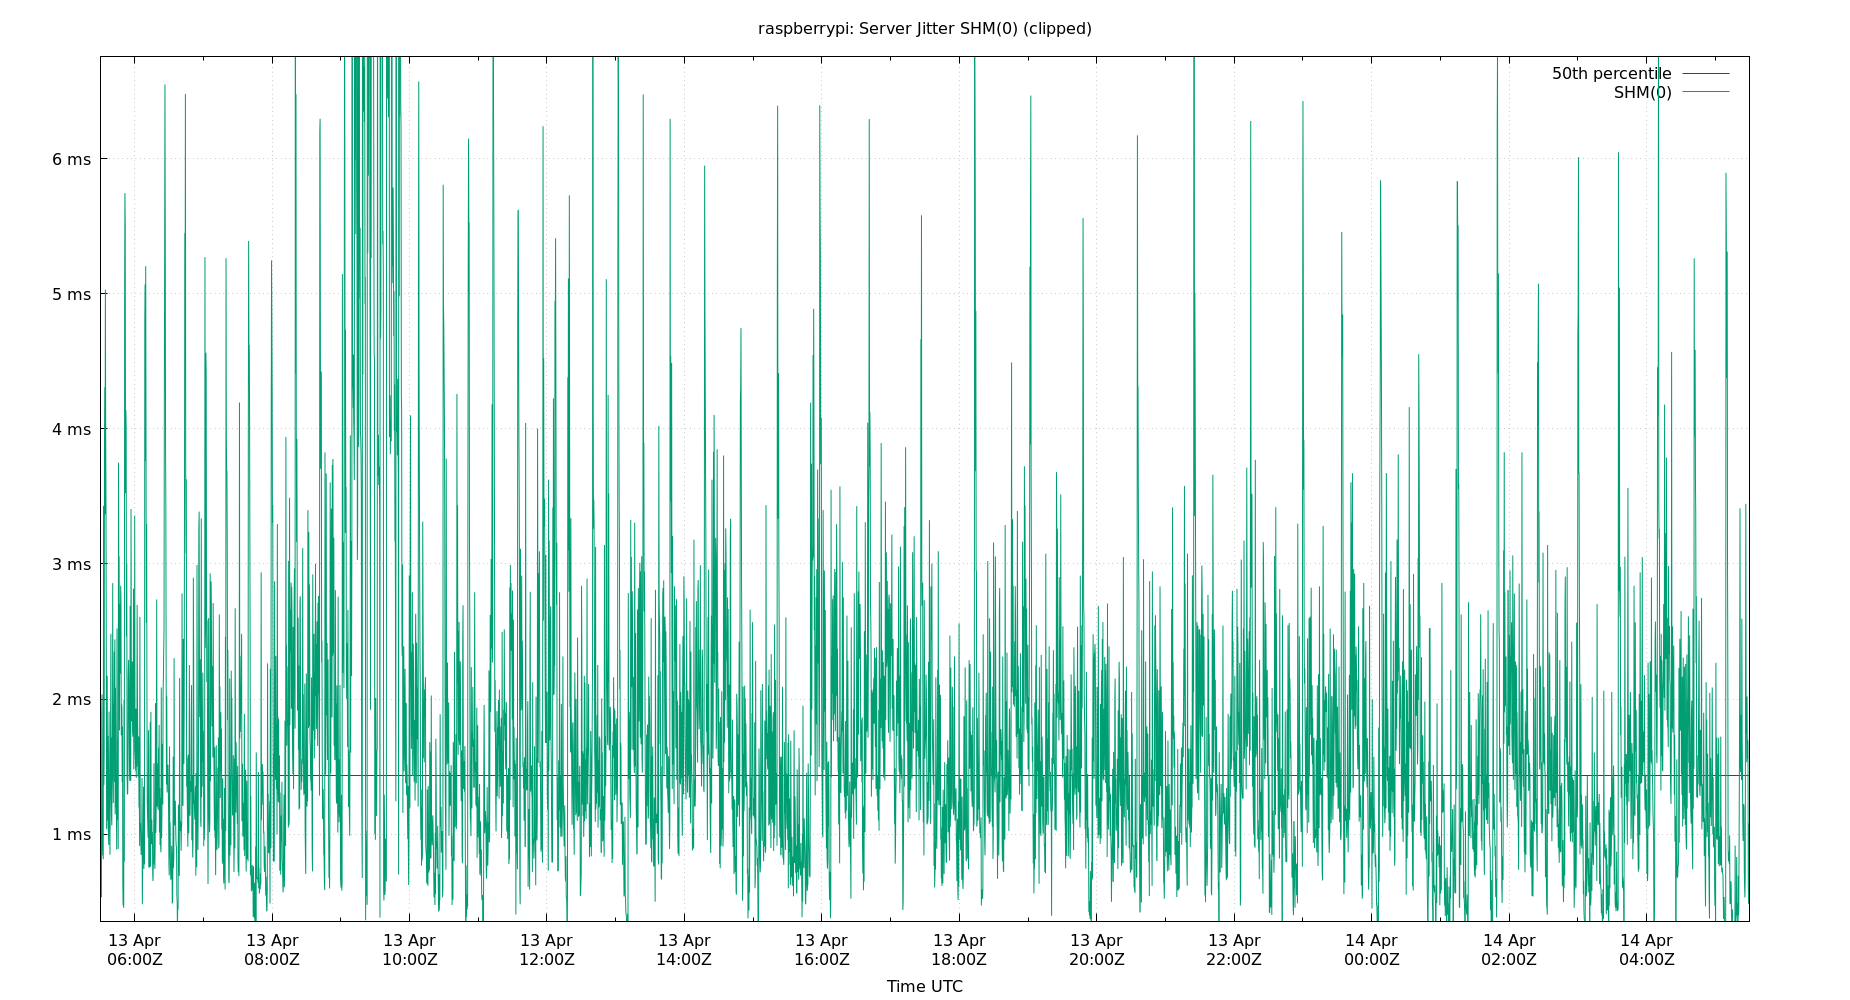 raspberrypi: Server Jitter SHM(0) (clipped)
50th percentile
SHM(0)
6 ms
5 ms
4 ms
3 ms
2 ms
1 ms
13 Apr 13 Apr 13 Apr 13 Apr 13 Apr 13 Apr 13 Apr 13 Apr 13 Apr 14 Apr 14 Apr 14 Apr
06:00Z 08:00Z 10:00Z 12:00Z 14:00Z 16:00Z 18:00Z 20:00Z 22:00Z 00:00Z 02:00Z 04:00Z
Time UTC